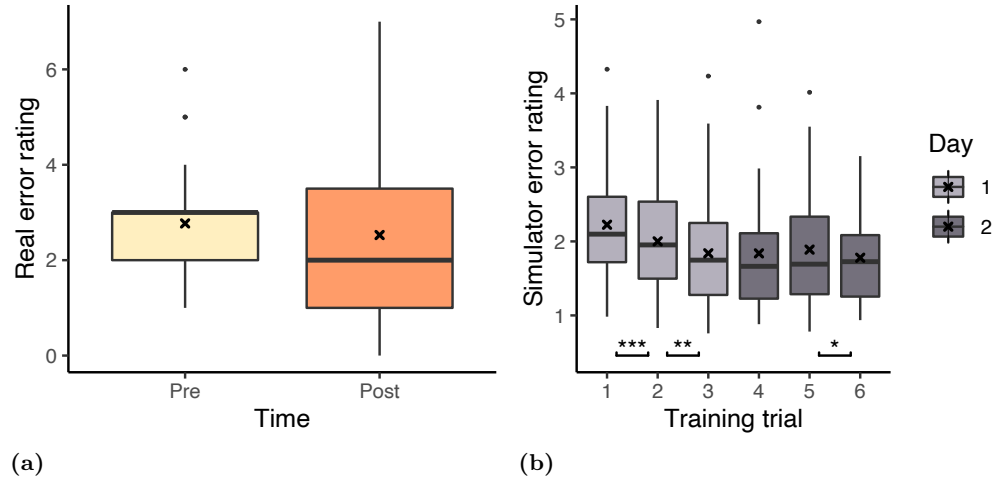 Real error rating
6
4
2
0
Pre
Post
Time
(a)
Simulator error rating
5
4
3
2
1
***
**
*
1
2
3
4
5
6
Training trial
(b)
Day
1
2